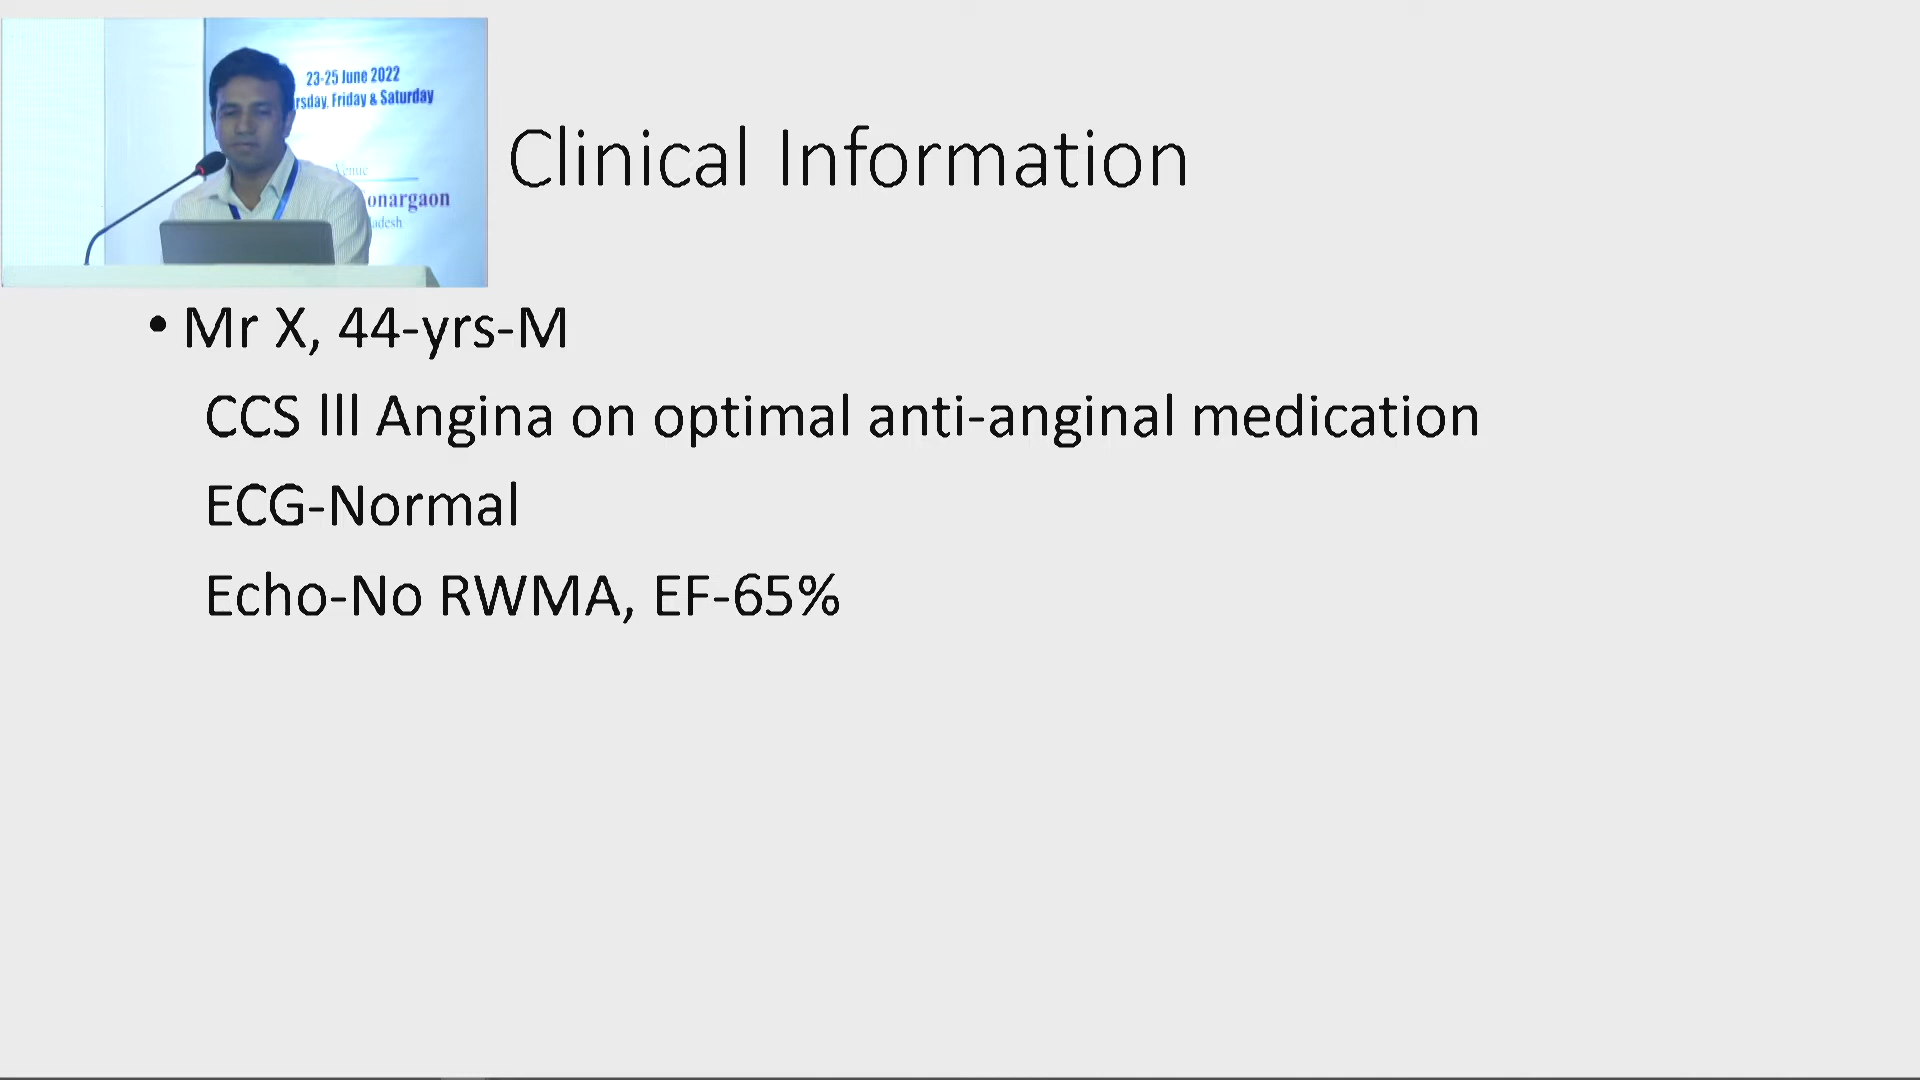 23-25 June 2022
rsday, Friday & Saturday
Venue
onargaon
adesh
Clinical Information
• Mr X, 44-yrs-M
CCS lll Angina on optimal anti-anginal medication
ECG-Normal
Echo-No RWMA, EF-65%